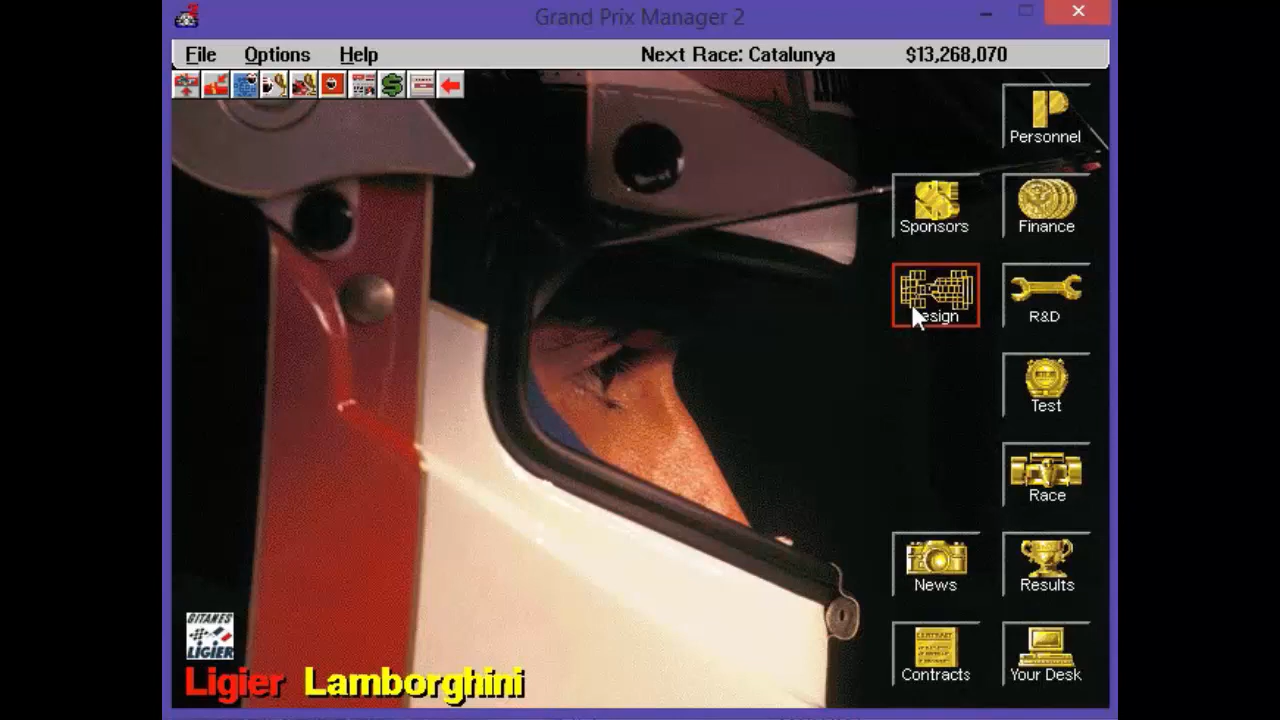 Grand Prix Manager 2
File Options Help Next Race: Catalunya $13,268,070
Personnel
Sponsors Finance
esign R&D
Test
Race
News Results
Contracts Your Desk
GITANES
LIGIER
Ligier Lamborghini